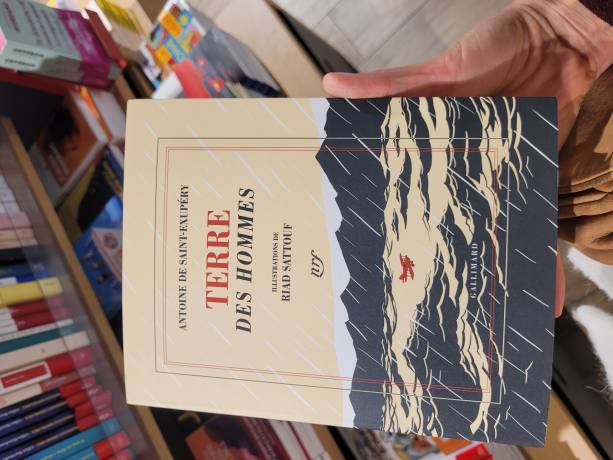 ANTOINE DE SAINT-EXUPÉRY
TERRE
DES HOMMES
ILLUSTRATIONS DE
RIAD SATTOUF
nrf
GALLIMARD